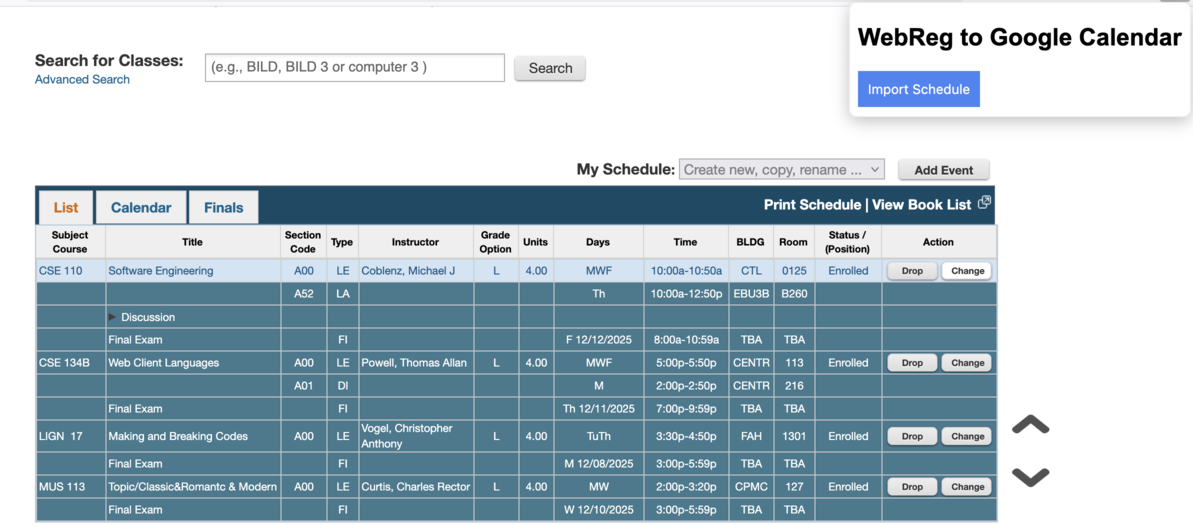 WebReg to Google Calendar
Import Schedule
Search for Classes: (e.g., BILD, BILD 3 or computer 3 ) Search
Advanced Search
My Schedule: Create new, copy, rename ... Add Event
List Calendar Finals Print Schedule | View Book List
Subject Course Title Section Code Type Instructor Grade Option Units Days Time BLDG Room Status / (Position) Action
CSE 110 Software Engineering A00 LE Coblenz, Michael J L 4.00 MWF 10:00a-10:50a CTL 0125 Enrolled Drop Change
A52 LA Th 10:00a-12:50p EBU3B B260
Discussion
Final Exam FI F 12/12/2025 8:00a-10:59a TBA TBA
CSE 134B Web Client Languages A00 LE Powell, Thomas Allan L 4.00 MWF 5:00p-5:50p CENTR 113 Enrolled Drop Change
A01 DI M 2:00p-2:50p CENTR 216
Final Exam FI Th 12/11/2025 7:00p-9:59p TBA TBA
LIGN 17 Making and Breaking Codes A00 LE Vogel, Christopher Anthony L 4.00 TuTh 3:30p-4:50p FAH 1301 Enrolled Drop Change
Final Exam FI M 12/08/2025 3:00p-5:59p TBA TBA
MUS 113 Topic/Classic&Romantc & Modern A00 LE Curtis, Charles Rector L 4.00 MW 2:00p-3:20p CPMC 127 Enrolled Drop Change
Final Exam FI W 12/10/2025 3:00p-5:59p TBA TBA